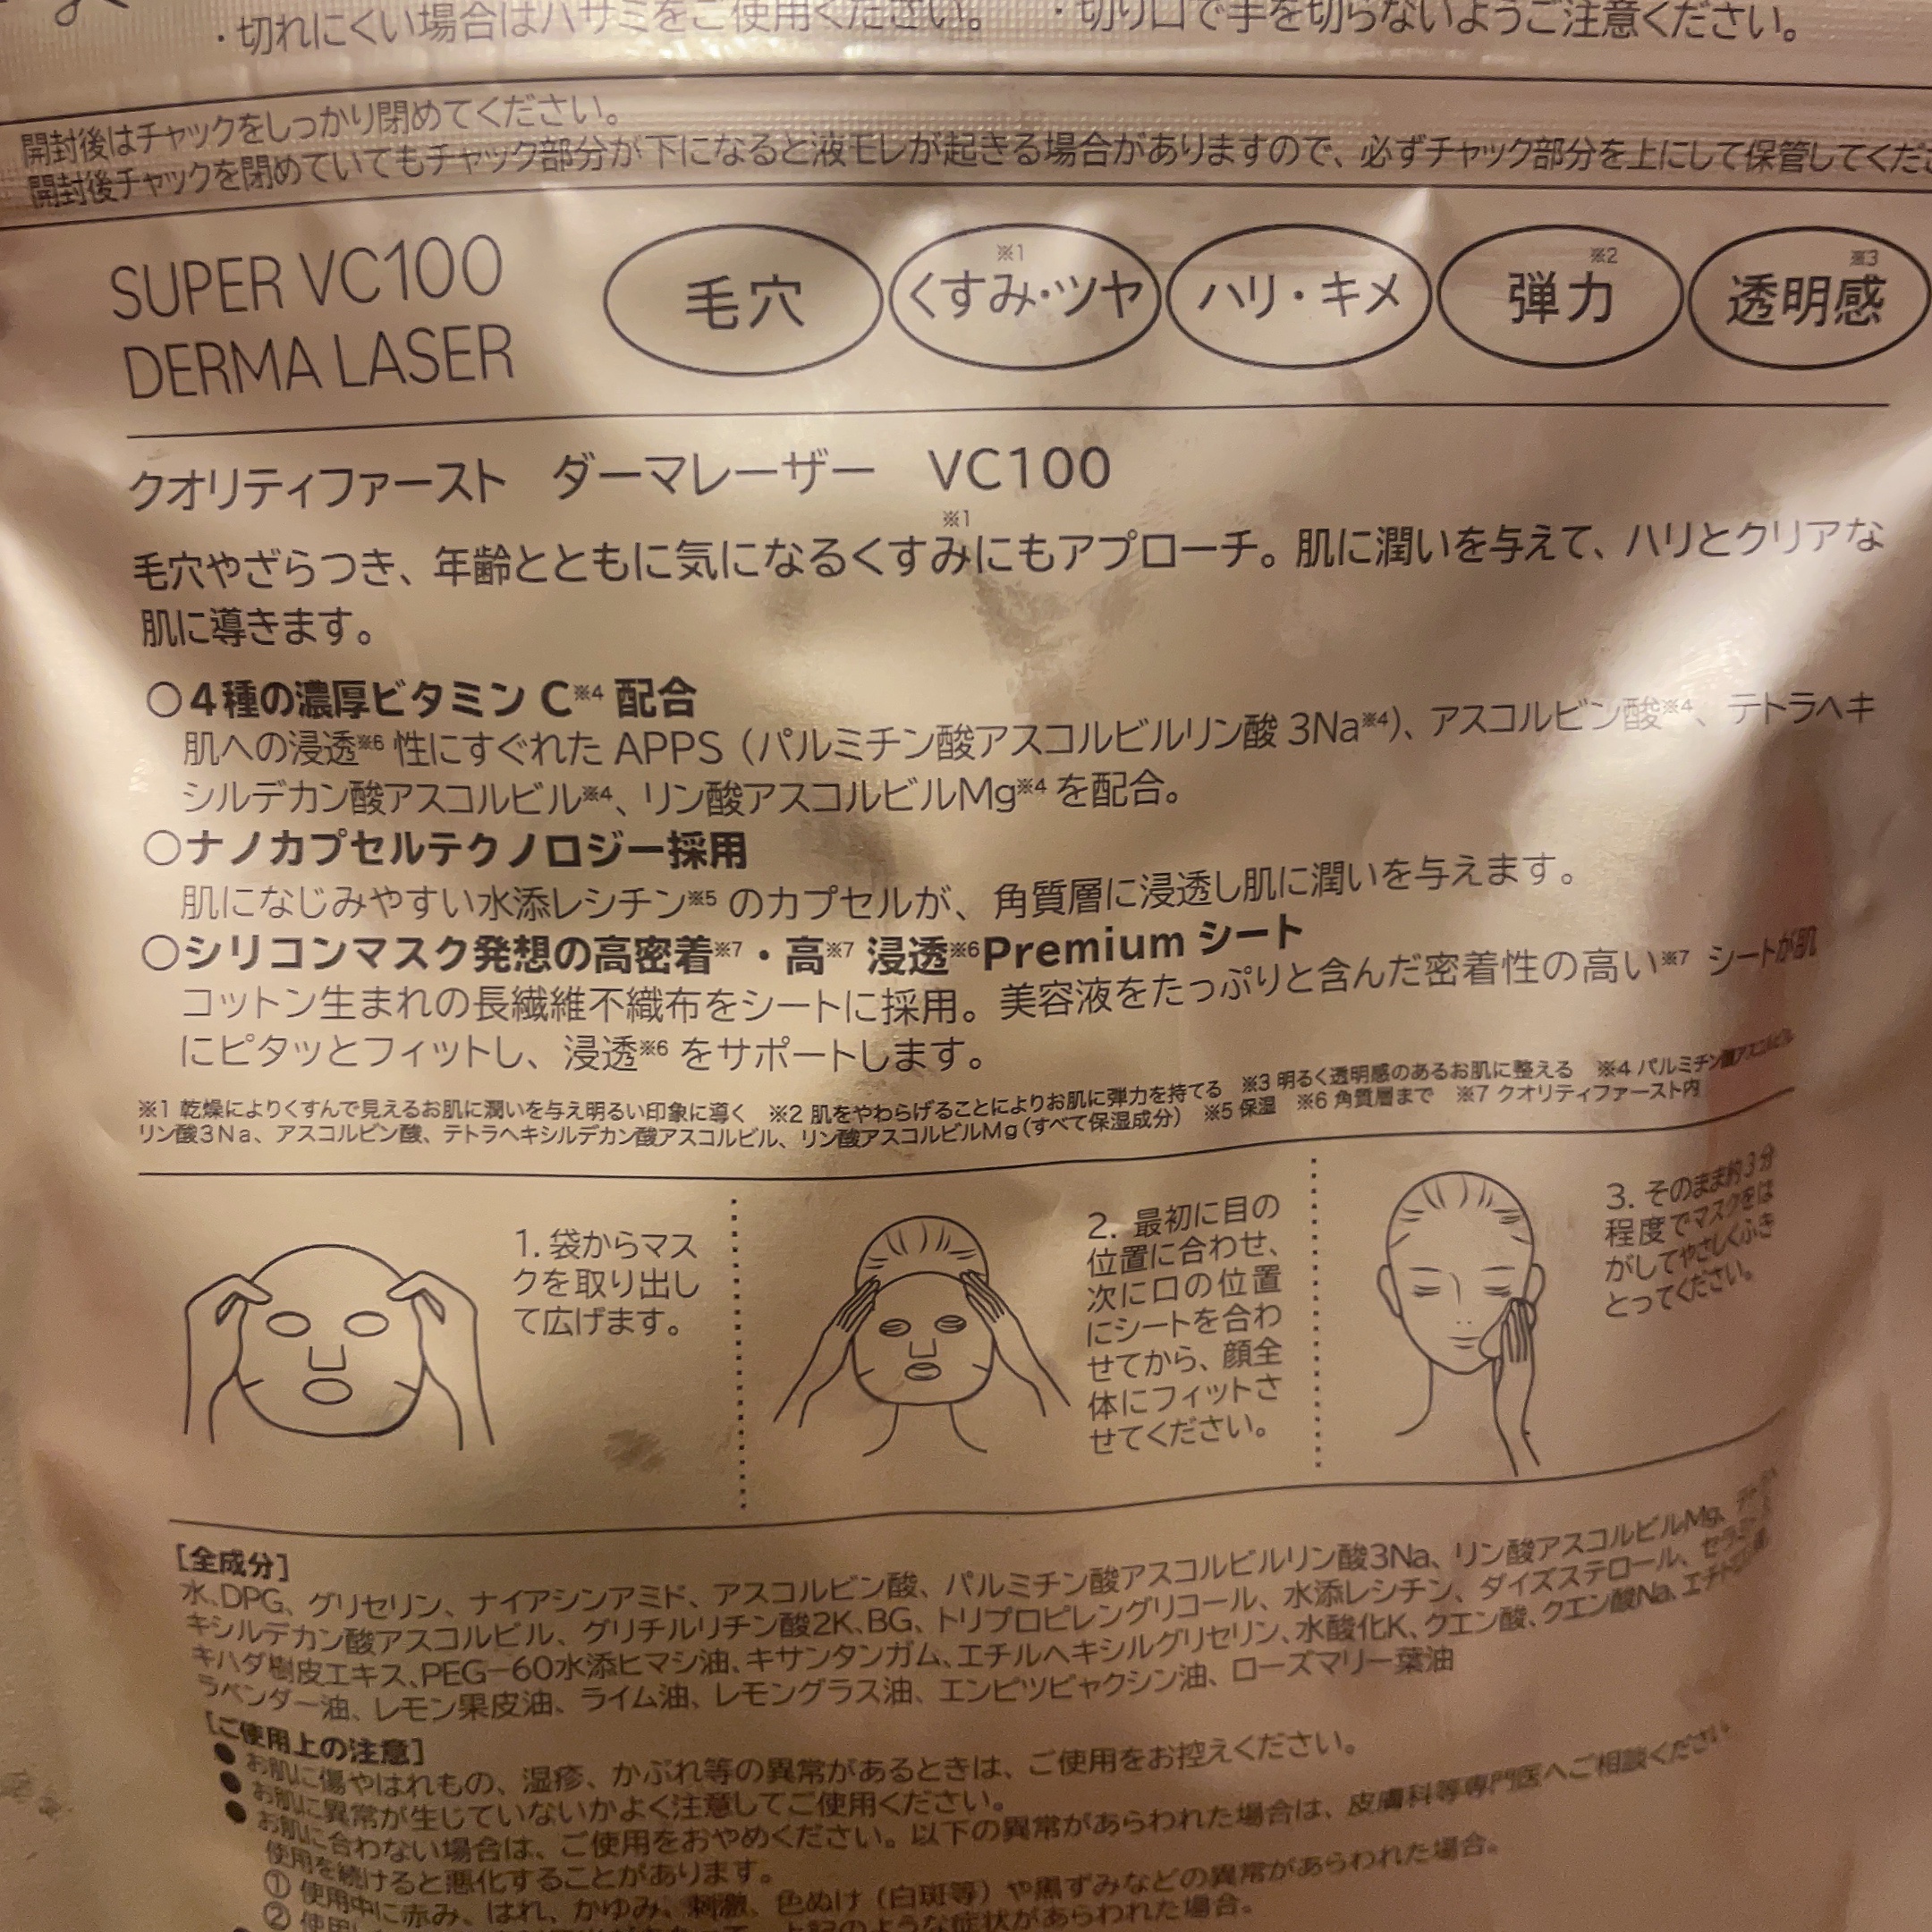 ・切れにくい場合はハサミをご使用ください。 ・切り口で手を切らないようご注意ください。
開封後はチャックをしっかり閉めてください。
開封後チャックを閉めていてもチャック部分が下になると液モレが起きる場合がありますので、必ずチャック部分を上にして保管してくださ
SUPER VC100
DERMA LASER
毛穴
くすみ・ツヤ※1
ハリ・キメ
弾力※2
透明感※3
クオリティファースト ダーマレーザー VC100
毛穴やざらつき、年齢とともに気になるくすみ※1にもアプローチ。肌に潤いを与えて、ハリとクリアな
肌に導きます。
○4種の濃厚ビタミンC※4 配合
肌への浸透※6 性にすぐれた APPS（パルミチン酸アスコルビルリン酸 3Na※4）、アスコルビン酸※4、テトラヘキ
シルデカン酸アスコルビル※4、リン酸アスコルビルMg※4 を配合。
○ナノカプセルテクノロジー採用
肌になじみやすい水添レシチン※5 のカプセルが、角質層に浸透し肌に潤いを与えます。
○シリコンマスク発想の高密着※7・高※7 浸透※6Premium シート
コットン生まれの長繊維不織布をシートに採用。美容液をたっぷりと含んだ密着性の高い※7 シートが肌
にピタッとフィットし、浸透※6 をサポートします。
※1 乾燥によりくすんで見えるお肌に潤いを与え明るい印象に導く ※2 肌をやわらげることによりお肌に弾力を持てる ※3 明るく透明感のあるお肌に整える ※4 パルミチン酸アスコルビル
リン酸3Na、アスコルビン酸、テトラヘキシルデカン酸アスコルビル、リン酸アスコルビルMg（すべて保湿成分） ※5 保湿 ※6 角質層まで ※7 クオリティファースト内
1. 袋からマス
クを取り出し
て広げます。
2. 最初に目の
位置に合わせ、
次に口の位置
にシートを合わ
せてから、顔全
体にフィットさ
せてください。
3. そのまま約3分
程度でマスクをは
がしてやさしくふき
とってください。
［全成分］
水、DPG、グリセリン、ナイアシンアミド、アスコルビン酸、パルミチン酸アスコルビルリン酸3Na、リン酸アスコルビルMg、
キシルデカン酸アスコルビル、グリチルリチン酸2K、BG、トリプロピレングリコール、水添レシチン、ダイズステロール、
キハダ樹皮エキス、PEG-60水添ヒマシ油、キサンタンガム、エチルヘキシルグリセリン、水酸化K、クエン酸、クエン酸Na、
ラベンダー油、レモン果皮油、ライム油、レモングラス油、エンピツビャクシン油、ローズマリー葉油
［ご使用上の注意］
●お肌に傷やはれもの、湿疹、かぶれ等の異常があるときは、ご使用をお控えください。
●お肌に異常が生じていないかよく注意してご使用ください。
●お肌に合わない場合は、ご使用をおやめください。以下の異常があらわれた場合は、皮膚科等専門医へご相談ください
使用を続けると悪化することがあります。
① 使用中に赤み、はれ、かゆみ、刺激、色ぬけ（白斑等）や黒ずみなどの異常があらわれた場合。
② 上記のような症状があらわれた場合。